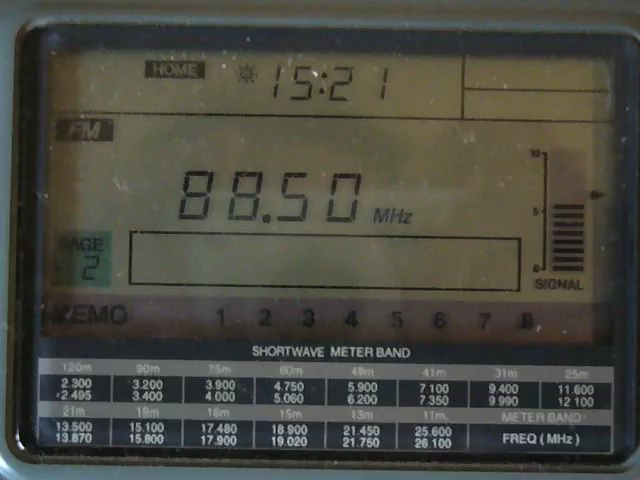 HOME 15:21
FM
10
88.50 MHz
5
PAGE
2
0
SIGNAL
MEMO 1 2 3 4 5 6 7 8
SHORTWAVE METER BAND
120m 90m 75m 60m 49m 41m 31m 25m
2.300 3.200 3.900 4.750 5.900 7.100 9.400 11.600
2.495 3.400 4.000 5.060 6.200 7.350 9.990 12 100
21m 19m 16m 15m 13m 11m METER BAND
13.500 15.100 17.480 18.900 21.450 25.600 FREQ ( MHz )
13.870 15.800 17.900 19.020 21.750 26.100